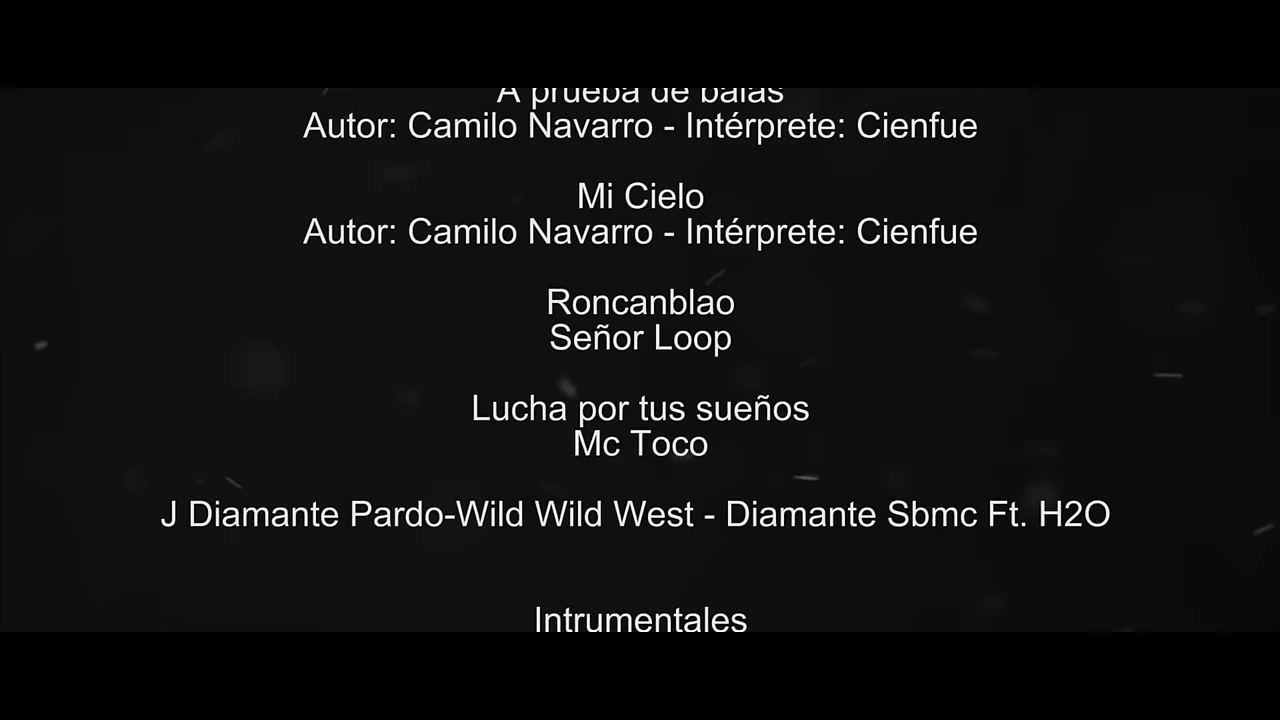 A prueba de balas
Autor: Camilo Navarro - Intérprete: Cienfue
Mi Cielo
Autor: Camilo Navarro - Intérprete: Cienfue
Roncanblao
Señor Loop
Lucha por tus sueños
Mc Toco
J Diamante Pardo-Wild Wild West - Diamante Sbmc Ft. H2O
Intrumentales